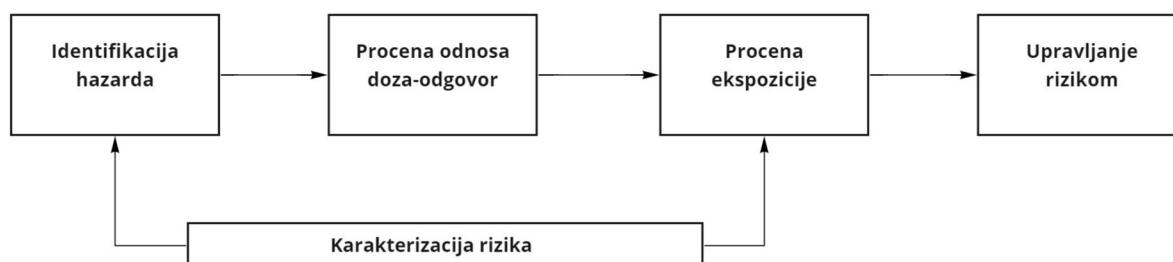 Identifikacija
hazarda
Procena odnosa
doza-odgovor
Procena
ekspozicije
Upravljanje
rizikom
Karakterizacija rizika